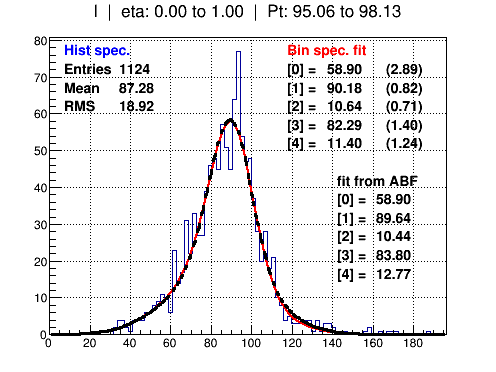 I | eta: 0.00 to 1.00 | Pt: 95.06 to 98.13
Hist spec.
Entries 1124
Mean 87.28
RMS 18.92
Bin spec. fit
[0] = 58.90 (2.89)
[1] = 90.18 (0.82)
[2] = 10.64 (0.71)
[3] = 82.29 (1.40)
[4] = 11.40 (1.24)
fit from ABF
[0] = 58.90
[1] = 89.64
[2] = 10.44
[3] = 83.80
[4] = 12.77
80
70
60
50
40
30
20
10
0
0 20 40 60 80 100 120 140 160 180